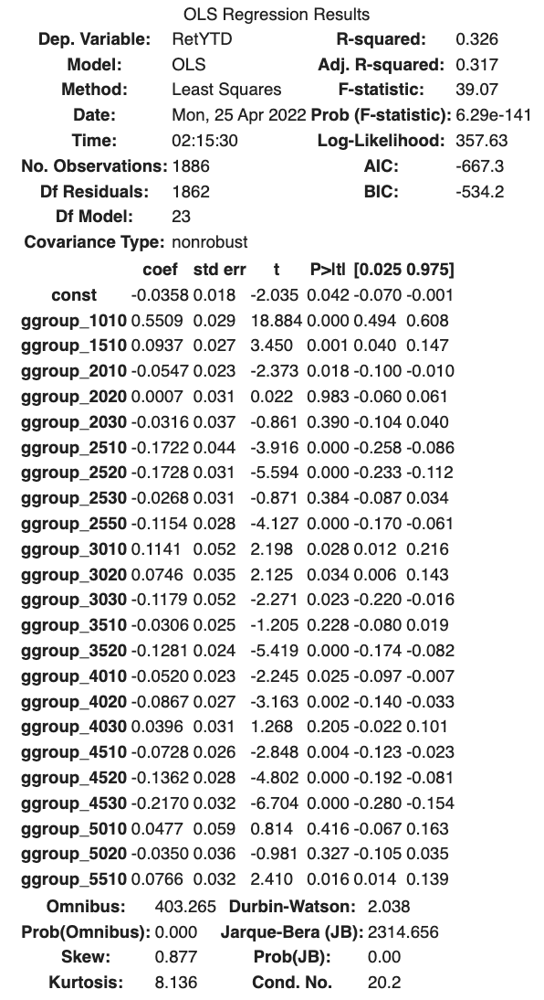 OLS Regression Results
Dep. Variable: RetYTD R-squared: 0.326
Model: OLS Adj. R-squared: 0.317
Method: Least Squares F-statistic: 39.07
Date: Mon, 25 Apr 2022 Prob (F-statistic): 6.29e-141
Time: 02:15:30 Log-Likelihood: 357.63
No. Observations: 1886 AIC: -667.3
Df Residuals: 1862 BIC: -534.2
Df Model: 23
Covariance Type: nonrobust
coef std err t P>|t| [0.025 0.975]
const -0.0358 0.018 -2.035 0.042 -0.070 -0.001
ggroup_1010 0.5509 0.029 18.884 0.000 0.494 0.608
ggroup_1510 0.0937 0.027 3.450 0.001 0.040 0.147
ggroup_2010 -0.0547 0.023 -2.373 0.018 -0.100 -0.010
ggroup_2020 0.0007 0.031 0.022 0.983 -0.060 0.061
ggroup_2030 -0.0316 0.037 -0.861 0.390 -0.104 0.040
ggroup_2510 -0.1722 0.044 -3.916 0.000 -0.258 -0.086
ggroup_2520 -0.1728 0.031 -5.594 0.000 -0.233 -0.112
ggroup_2530 -0.0268 0.031 -0.871 0.384 -0.087 0.034
ggroup_2550 -0.1154 0.028 -4.127 0.000 -0.170 -0.061
ggroup_3010 0.1141 0.052 2.198 0.028 0.012 0.216
ggroup_3020 0.0746 0.035 2.125 0.034 0.006 0.143
ggroup_3030 -0.1179 0.052 -2.271 0.023 -0.220 -0.016
ggroup_3510 -0.0306 0.025 -1.205 0.228 -0.080 0.019
ggroup_3520 -0.1281 0.024 -5.419 0.000 -0.174 -0.082
ggroup_4010 -0.0520 0.023 -2.245 0.025 -0.097 -0.007
ggroup_4020 -0.0867 0.027 -3.163 0.002 -0.140 -0.033
ggroup_4030 0.0396 0.031 1.268 0.205 -0.022 0.101
ggroup_4510 -0.0728 0.026 -2.848 0.004 -0.123 -0.023
ggroup_4520 -0.1362 0.028 -4.802 0.000 -0.192 -0.081
ggroup_4530 -0.2170 0.032 -6.704 0.000 -0.280 -0.154
ggroup_5010 0.0477 0.059 0.814 0.416 -0.067 0.163
ggroup_5020 -0.0350 0.036 -0.981 0.327 -0.105 0.035
ggroup_5510 0.0766 0.032 2.410 0.016 0.014 0.139
Omnibus: 403.265 Durbin-Watson: 2.038
Prob(Omnibus): 0.000 Jarque-Bera (JB): 2314.656
Skew: 0.877 Prob(JB): 0.00
Kurtosis: 8.136 Cond. No. 20.2